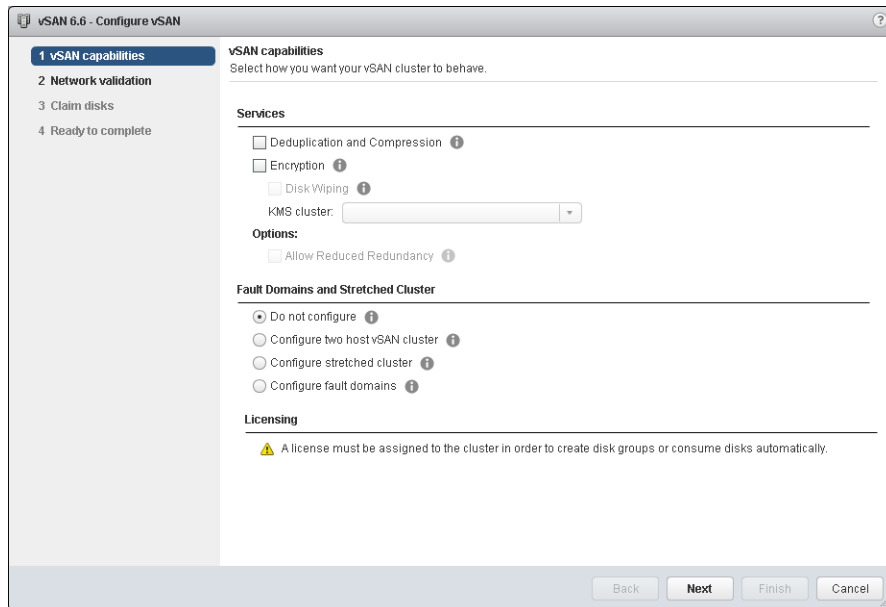 vSAN 6.6 - Configure vSAN
?
1 vSAN capabilities
2 Network validation
3 Claim disks
4 Ready to complete
vSAN capabilities
Select how you want your vSAN cluster to behave.
Services
Deduplication and Compression
Encryption
Disk Wiping
KMS cluster:
Options:
Allow Reduced Redundancy
Fault Domains and Stretched Cluster
Do not configure
Configure two host vSAN cluster
Configure stretched cluster
Configure fault domains
Licensing
A license must be assigned to the cluster in order to create disk groups or consume disks automatically.
Back Next Finish Cancel